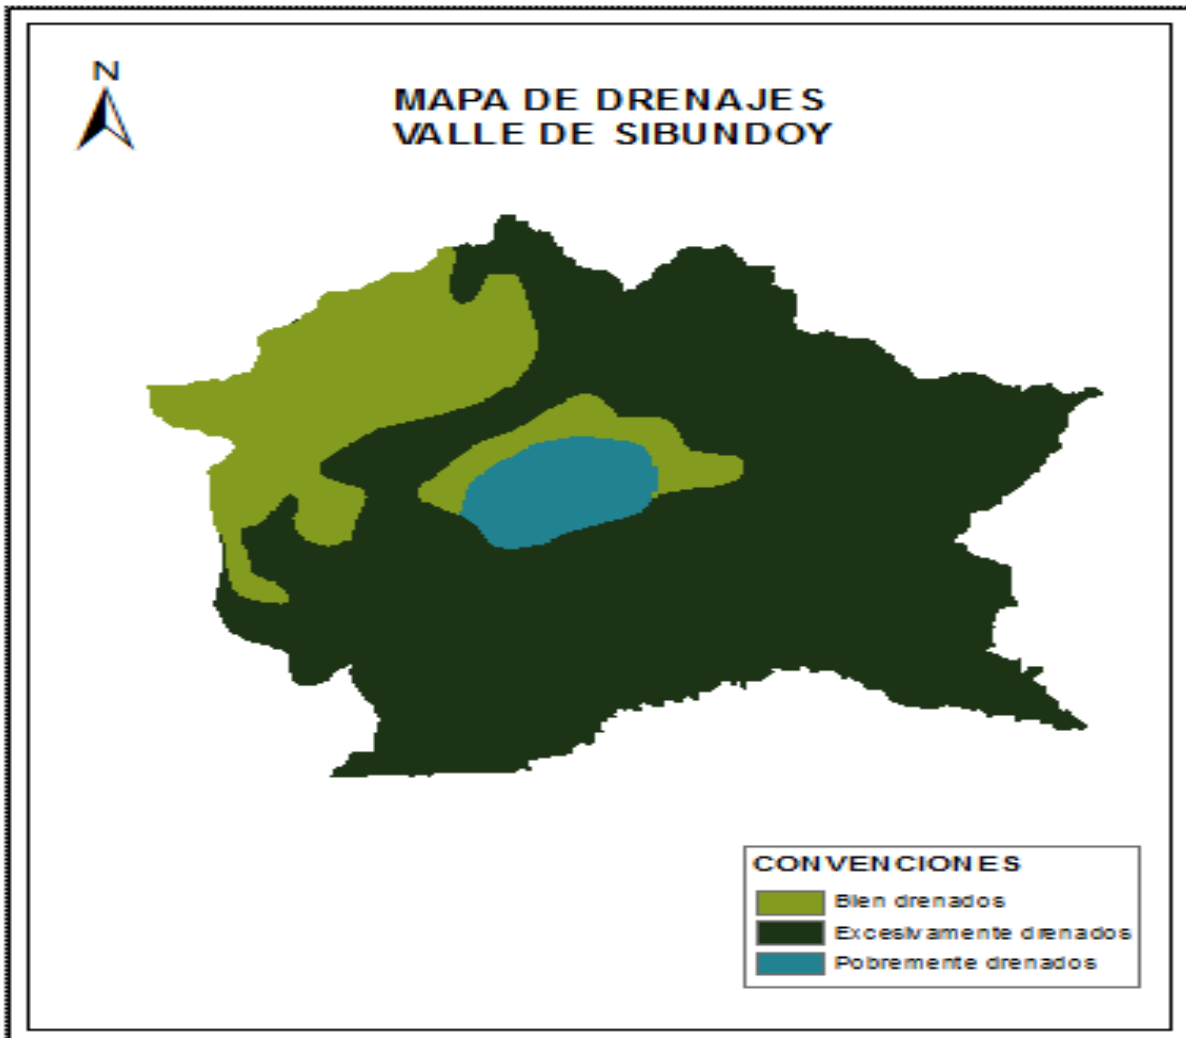 N
MAPA DE DRENAJES
VALLE DE SIBUNDOY
CONVENCIONES
Bien drenados
Excesivamente drenados
Pobremente drenados